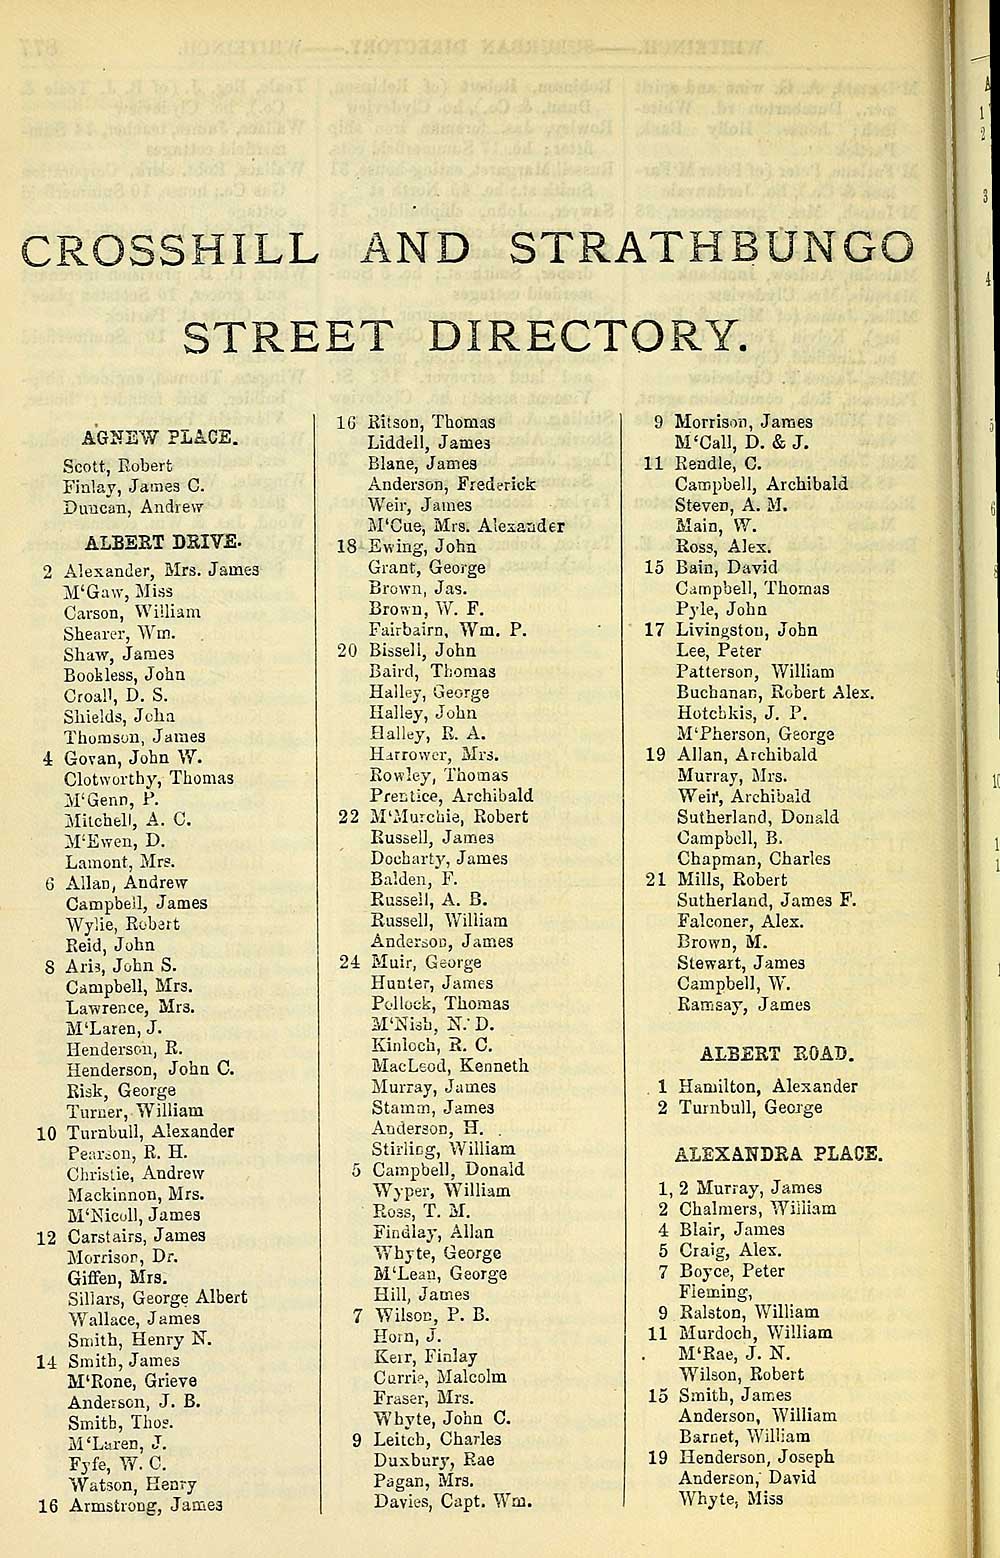 CROSSHILL AND STRATHBUNGO
STREET DIRECTORY.
AGNEW PLACE.
Scott, Robert
Finlay, James C.
Duncan, Andrew
ALBERT DRIVE.
2 Alexander, Mrs. James
M'Gaw, Miss
Carson, William
Shearer, Wm.
Shaw, James
Bookless, John
Croall, D. S.
Shields, John
Thomson, James
4 Govan, John W.
Clotworthy, Thomas
M'Genn, P.
Mitchell, A. C.
M'Ewen, D.
Lamont, Mrs.
6 Allan, Andrew
Campbell, James
Wylie, Robert
Reid, John
8 Aris, John S.
Campbell, Mrs.
Lawrence, Mrs.
M'Laren, J.
Henderson, R.
Henderson, John C.
Risk, George
Turner, William
10 Turnbull, Alexander
Pearson, R. H.
Christie, Andrew
Mackinnon, Mrs.
M'Nicoll, James
12 Carstairs, James
Morrison, Dr.
Giffen, Mrs.
Sillars, George Albert
Wallace, James
Smith, Henry N.
14 Smith, James
M'Rone, Grieve
Anderson, J. B.
Smith, Thos.
M'Laren, J.
Fyfe, W. C.
Watson, Henry
16 Armstrong, James
16 Ritson, Thomas
Liddell, James
Blane, James
Anderson, Frederick
Weir, James
M'Cue, Mrs. Alexander
18 Ewing, John
Grant, George
Brown, Jas.
Brown, W. F.
Fairbairn, Wm. P.
20 Bissell, John
Baird, Thomas
Halley, George
Halley, John
Halley, R. A.
Harrower, Mrs.
Rowley, Thomas
Prentice, Archibald
22 M'Murchie, Robert
Russell, James
Docharty, James
Balden, F.
Russell, A. B.
Russell, William
Anderson, James
24 Muir, George
Hunter, James
Pollock, Thomas
M'Nish, N. D.
Kinloch, R. C.
MacLeod, Kenneth
Murray, James
Stamm, James
Anderson, H.
Stirling, William
5 Campbell, Donald
Wyper, William
Ross, T. M.
Findlay, Allan
Whyte, George
M'Lean, George
Hill, James
7 Wilson, P. B.
Horn, J.
Kerr, Finlay
Currie, Malcolm
Fraser, Mrs.
Whyte, John C.
9 Leitch, Charles
Duxbury, Rae
Pagan, Mrs.
Davies, Capt. Wm.
9 Morrison, James
M'Call, D. & J.
11 Rendle, C.
Campbell, Archibald
Steven, A. M.
Main, W.
Ross, Alex.
15 Bain, David
Campbell, Thomas
Pyle, John
17 Livingston, John
Lee, Peter
Patterson, William
Buchanan, Robert Alex.
Hotchkis, J. P.
M'Pherson, George
19 Allan, Archibald
Murray, Mrs.
Weir, Archibald
Sutherland, Donald
Campbell, B.
Chapman, Charles
21 Mills, Robert
Sutherland, James F.
Falconer, Alex.
Brown, M.
Stewart, James
Campbell, W.
Ramsay, James
ALBERT ROAD.
1 Hamilton, Alexander
2 Turnbull, George
ALEXANDRA PLACE.
1, 2 Murray, James
2 Chalmers, William
4 Blair, James
5 Craig, Alex.
7 Boyce, Peter
Fleming,
9 Ralston, William
11 Murdoch, William
M'Rae, J. N.
Wilson, Robert
15 Smith, James
Anderson, William
Barnet, William
19 Henderson, Joseph
Anderson, David
Whyte, Miss